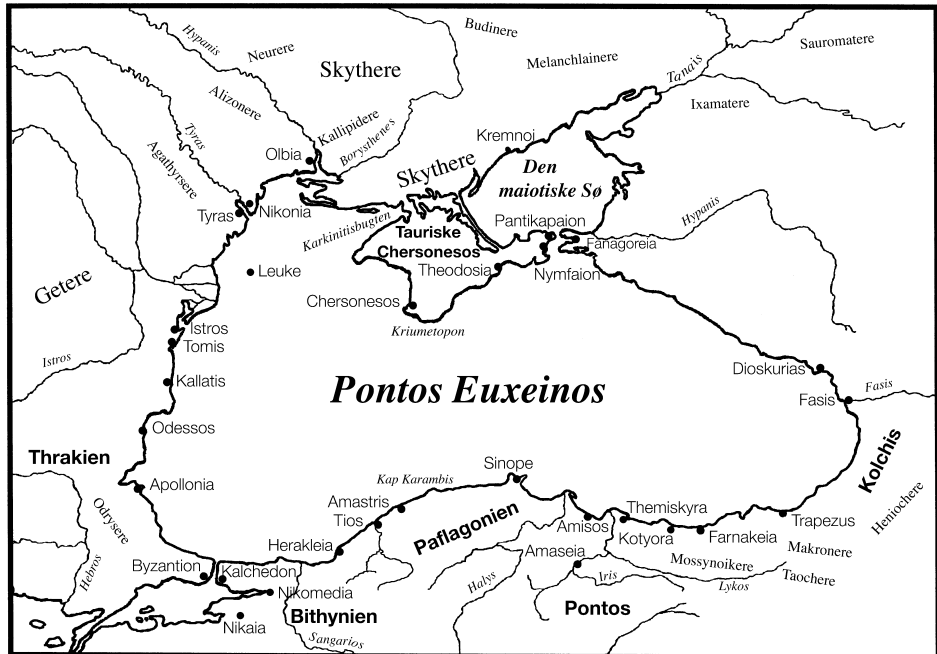 Budinere
Hypanis
Neurere
Sauromatere
Melanchlainere
Skythere
Tanais
Alizonere
Ixamatere
Tyras
Kallipidere
Borysthenes
Kremnoi
Agathyrsere
Olbia
Skythere
Den
maiotiske Sø
Nikonia
Tyras
Karkinitisbugten
Tauriske
Chersonesos
Pantikapaion
Hypanis
Fanagoreia
Theodosia
Nymfaion
Leuke
Getere
Chersonesos
Kriumetopon
Istros
Tomis
Istros
Dioskurias
Kallatis
Pontos Euxeinos
Fasis
Fasis
Odessos
Kolchis
Thrakien
Sinope
Kap Karambis
Apollonia
Heniochere
Odrysere
Amastris
Tios
Paflagonien
Amisos
Themiskyra
Kotyora
Farnakeia
Trapezus
Herakleia
Makronere
Amaseia
Mossynoikere
Taochere
Hebros
Byzantion
Kalchedon
Halys
Iris
Lykos
Nikomedia
Bithynien
Pontos
Nikaia
Sangarios